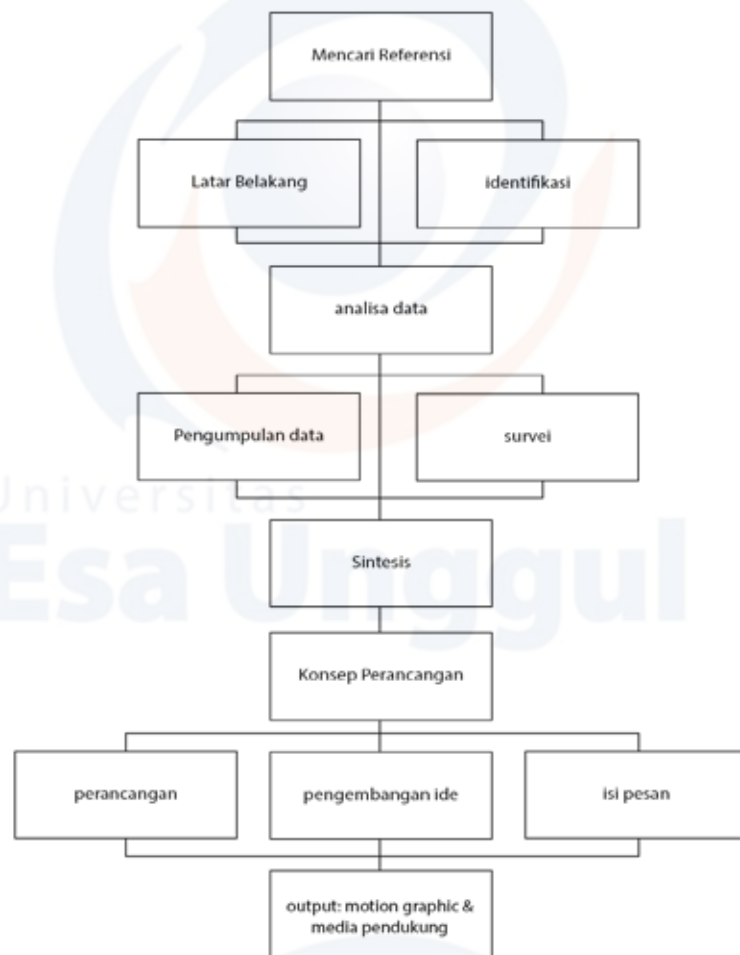 Mencari Referensi
Latar Belakang
identifikasi
analisa data
Pengumpulan data
survei
Universitas
Esa Unggul
Sintesis
Konsep Perancangan
perancangan
pengembangan ide
isi pesan
output: motion graphic &
media pendukung